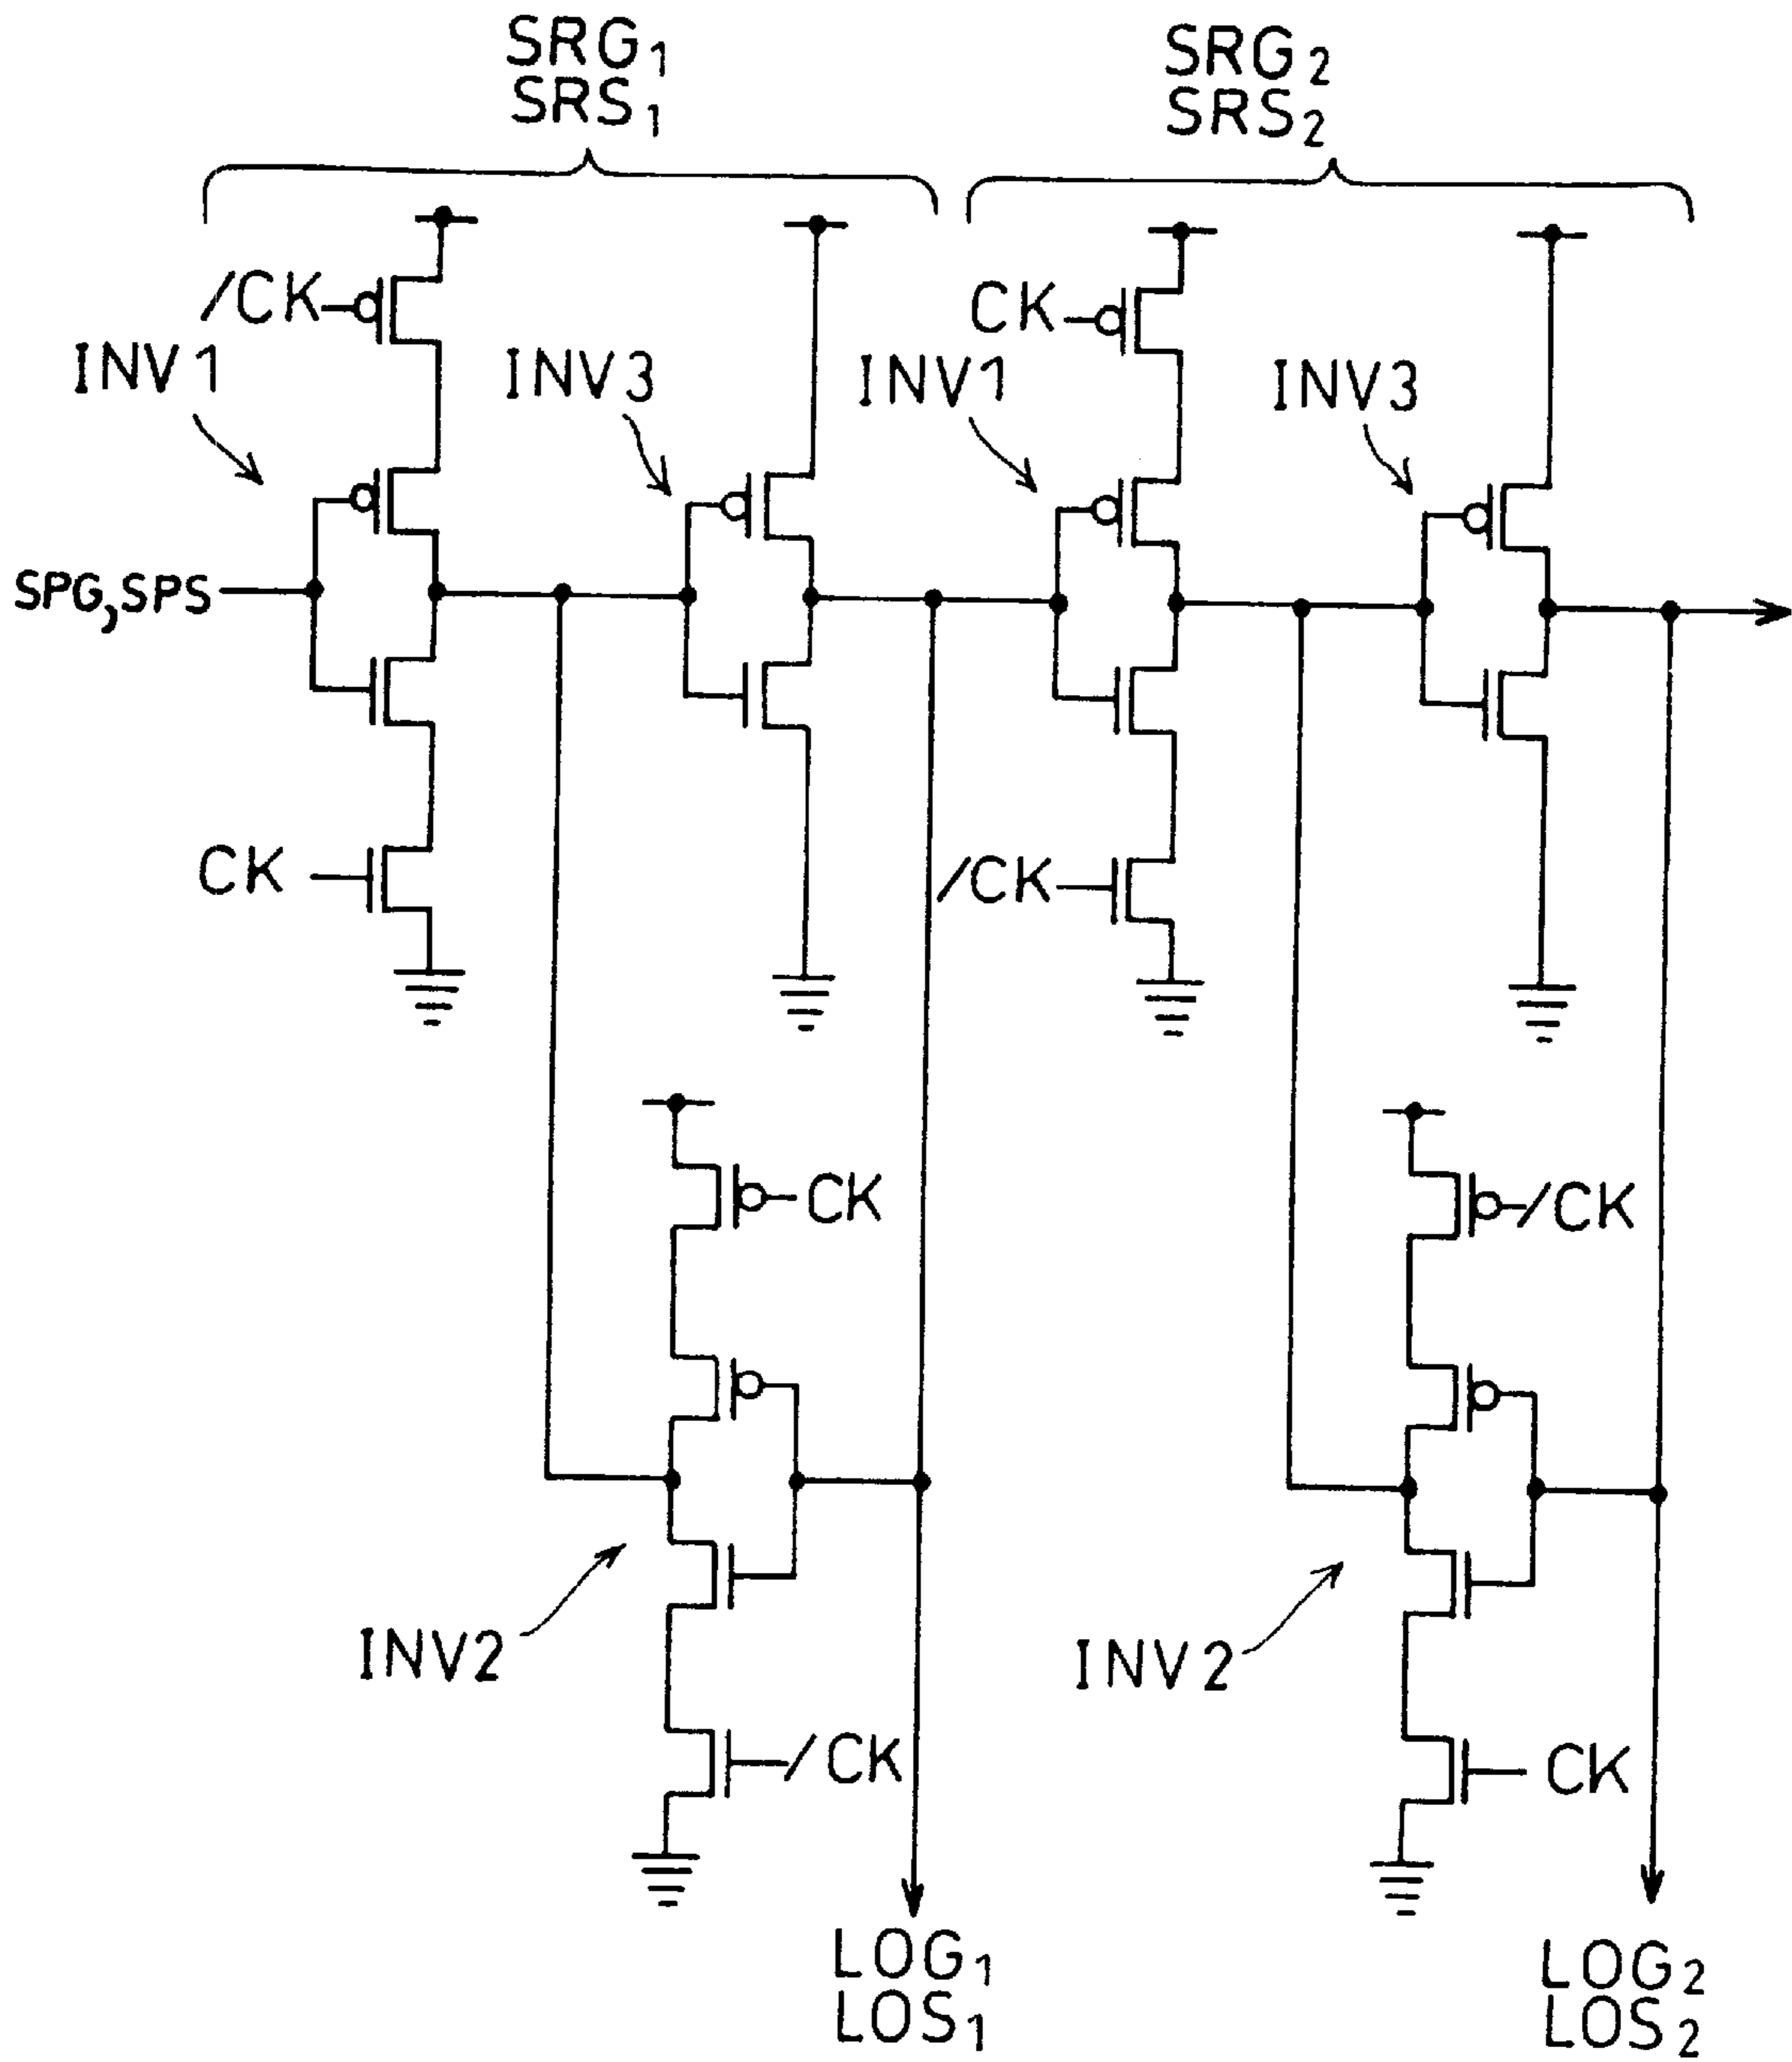 SRG₁
SRS₁
SRG₂
SRS₂
/CK
CK
INV1
INV3
INV1
INV3
SPG,SPS
CK
/CK
CK
/CK
INV2
INV2
/CK
CK
LOG₁
LOS₁
LOG₂
LOS₂